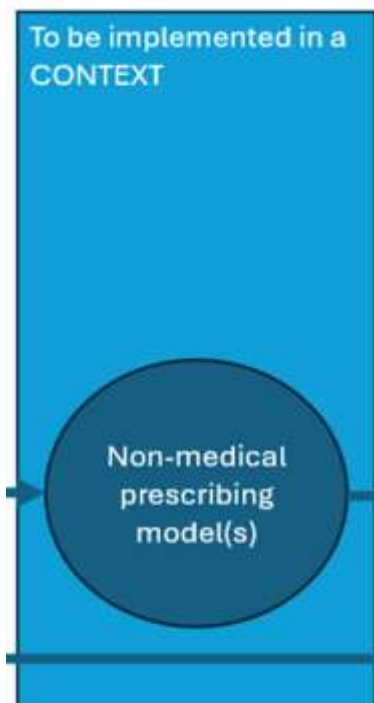 To be implemented in a
CONTEXT
Non-medical
prescribing
model(s)